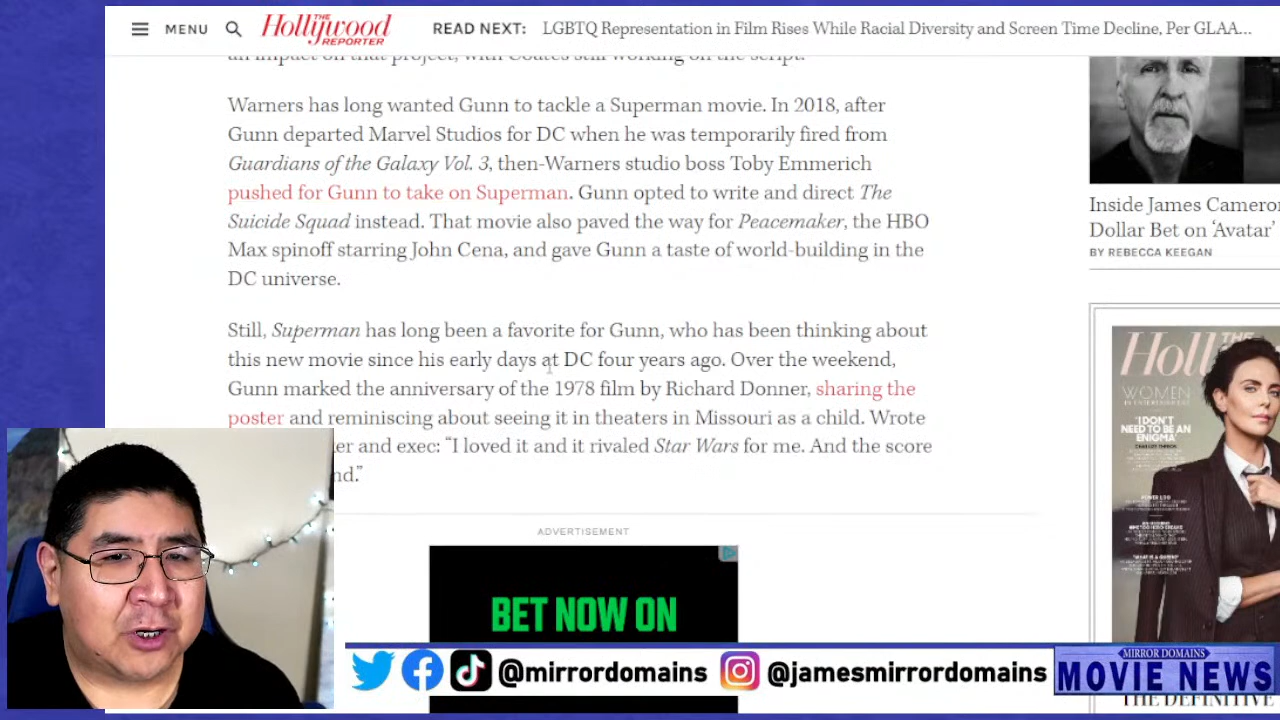 MENU
THE
Hollywood
REPORTER
READ NEXT: LGBTQ Representation in Film Rises While Racial Diversity and Screen Time Decline, Per GLAA...
an impact on that project, with Coates still working on the script.
Warners has long wanted Gunn to tackle a Superman movie. In 2018, after
Gunn departed Marvel Studios for DC when he was temporarily fired from
Guardians of the Galaxy Vol. 3, then-Warners studio boss Toby Emmerich
pushed for Gunn to take on Superman. Gunn opted to write and direct The
Suicide Squad instead. That movie also paved the way for Peacemaker, the HBO
Max spinoff starring John Cena, and gave Gunn a taste of world-building in the
DC universe.
Still, Superman has long been a favorite for Gunn, who has been thinking about
this new movie since his early days at DC four years ago. Over the weekend,
Gunn marked the anniversary of the 1978 film by Richard Donner, sharing the
poster and reminiscing about seeing it in theaters in Missouri as a child. Wrote
er and exec: “I loved it and it rivaled Star Wars for me. And the score
nd.”
ADVERTISEMENT
BET NOW ON
Inside James Cameron
Dollar Bet on ‘Avatar’
BY REBECCA KEEGAN
THE
Holl
WOMEN
IN ENTERTAINMENT
“I DON’T
NEED TO BE AN
ENIGMA”
@mirrordomains
@jamesmirrordomains
MIRROR DOMAINS
MOVIE NEWS
THE DEFINITIVE